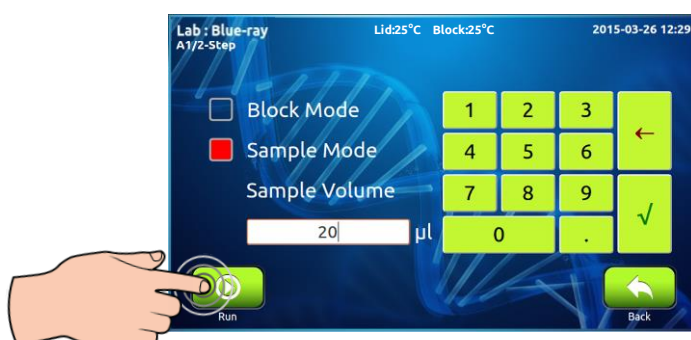 Lab : Blue-ray Lid:25°C Block:25°C 2015-03-26 12:29
A1/2-Step
Block Mode
Sample Mode
Sample Volume
20 µl
1 2 3 ←
4 5 6
7 8 9 √
0 .
Run
Back